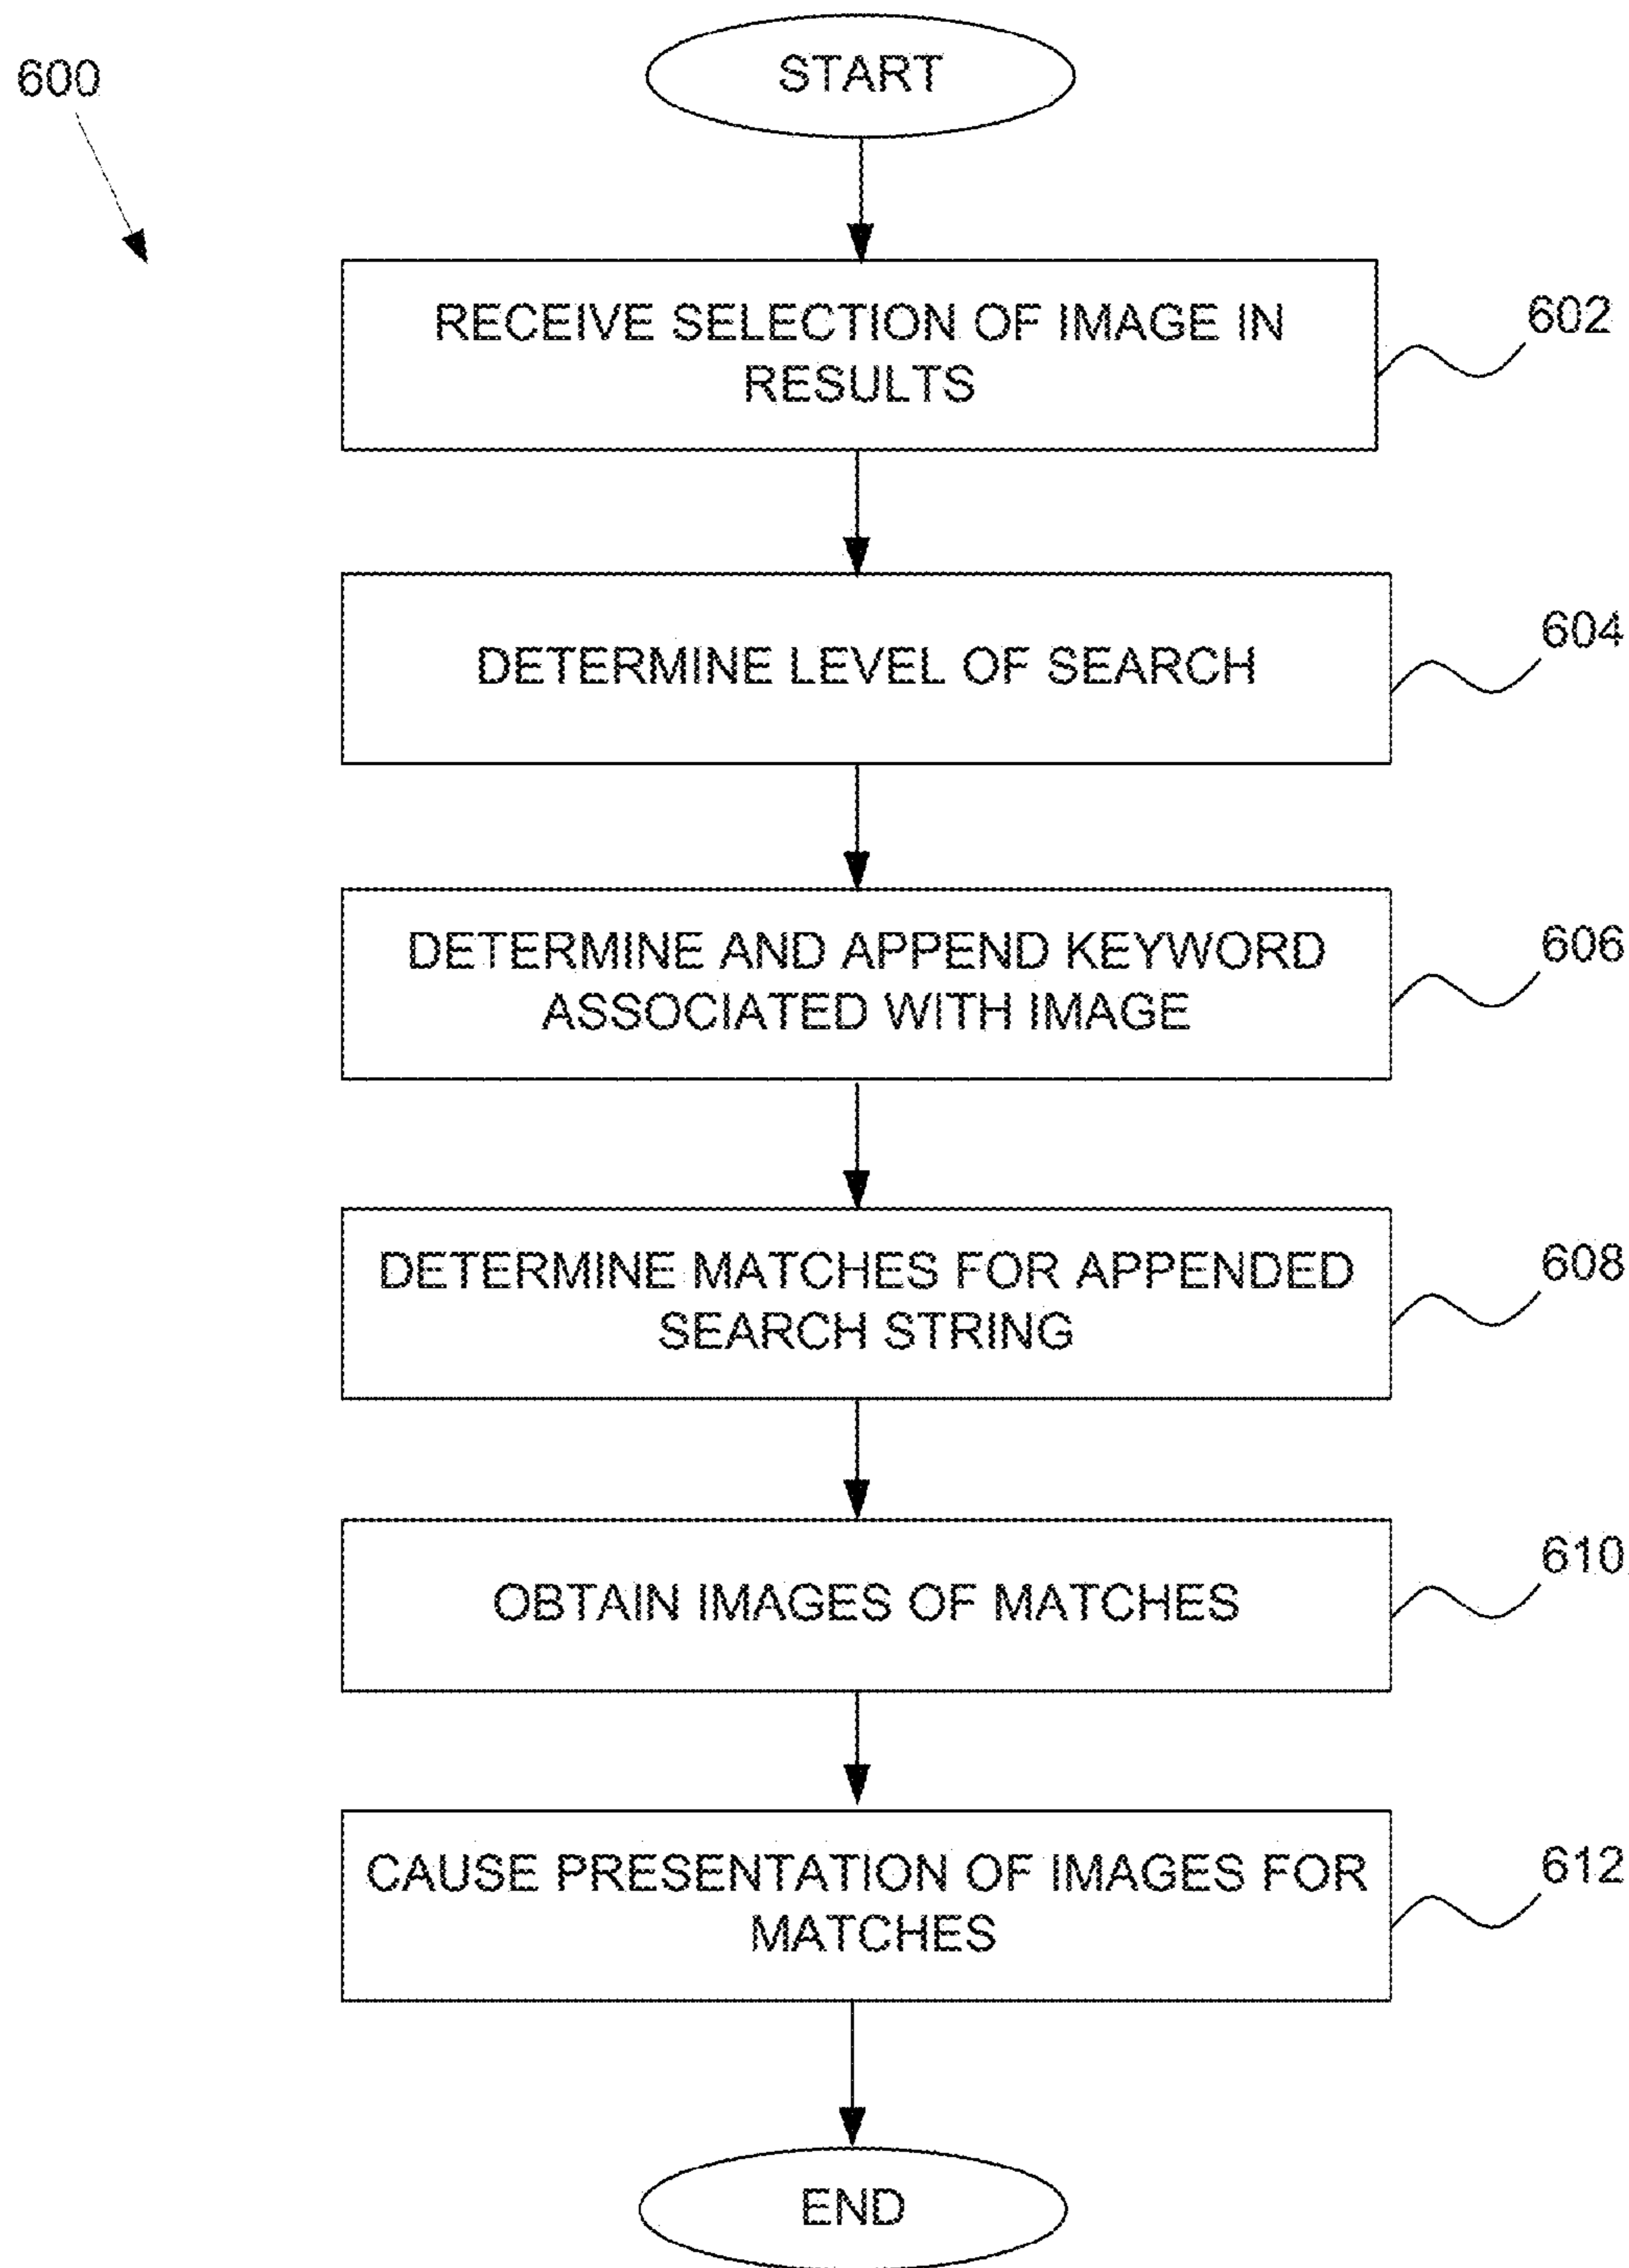 START
600
RECEIVE SELECTION OF IMAGE IN
RESULTS
602
DETERMINE LEVEL OF SEARCH
604
DETERMINE AND APPEND KEYWORD
ASSOCIATED WITH IMAGE
606
DETERMINE MATCHES FOR APPENDED
SEARCH STRING
608
OBTAIN IMAGES OF MATCHES
610
CAUSE PRESENTATION OF IMAGES FOR
MATCHES
612
END